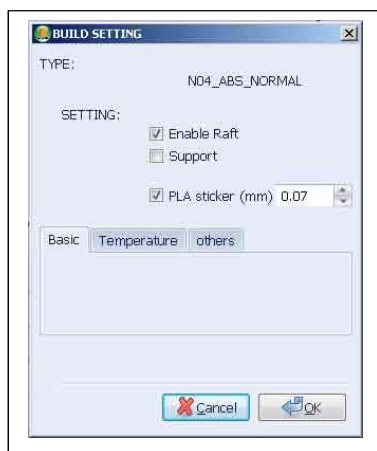 BUILD SETTING
TYPE:
N04_ABS_NORMAL
SETTING:
Enable Raft
Support
PLA sticker (mm) 0.07
Basic Temperature others
Cancel OK